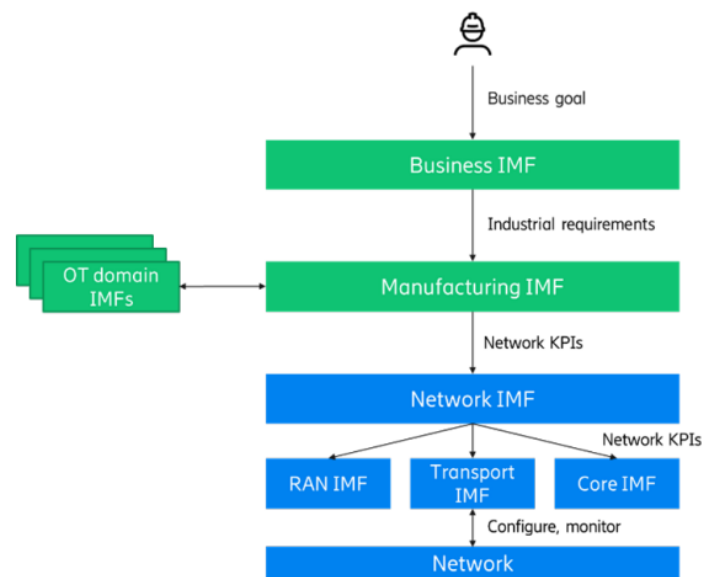 Business goal
Business IMF
Industrial requirements
OT domain
IMFs
Manufacturing IMF
Network KPIs
Network IMF
Network KPIs
RAN IMF
Transport
IMF
Core IMF
Configure, monitor
Network